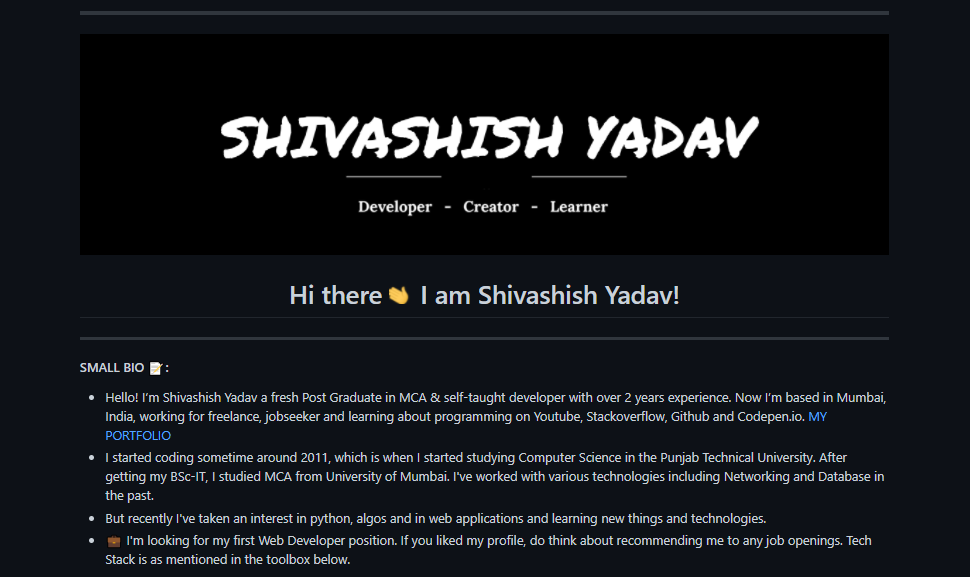 SHIVASHISH YADAV
Developer - Creator - Learner
Hi there👋 I am Shivashish Yadav!
SMALL BIO 📝 :
Hello! I'm Shivashish Yadav a fresh Post Graduate in MCA & self-taught developer with over 2 years experience. Now I'm based in Mumbai,
India, working for freelance, jobseeker and learning about programming on Youtube, Stackoverflow, Github and Codepen.io. MY
PORTFOLIO
I started coding sometime around 2011, which is when I started studying Computer Science in the Punjab Technical University. After
getting my BSc-IT, I studied MCA from University of Mumbai. I've worked with various technologies including Networking and Database in
the past.
But recently I've taken an interest in python, algos and in web applications and learning new things and technologies.
💼 I'm looking for my first Web Developer position. If you liked my profile, do think about recommending me to any job openings. Tech
Stack is as mentioned in the toolbox below.